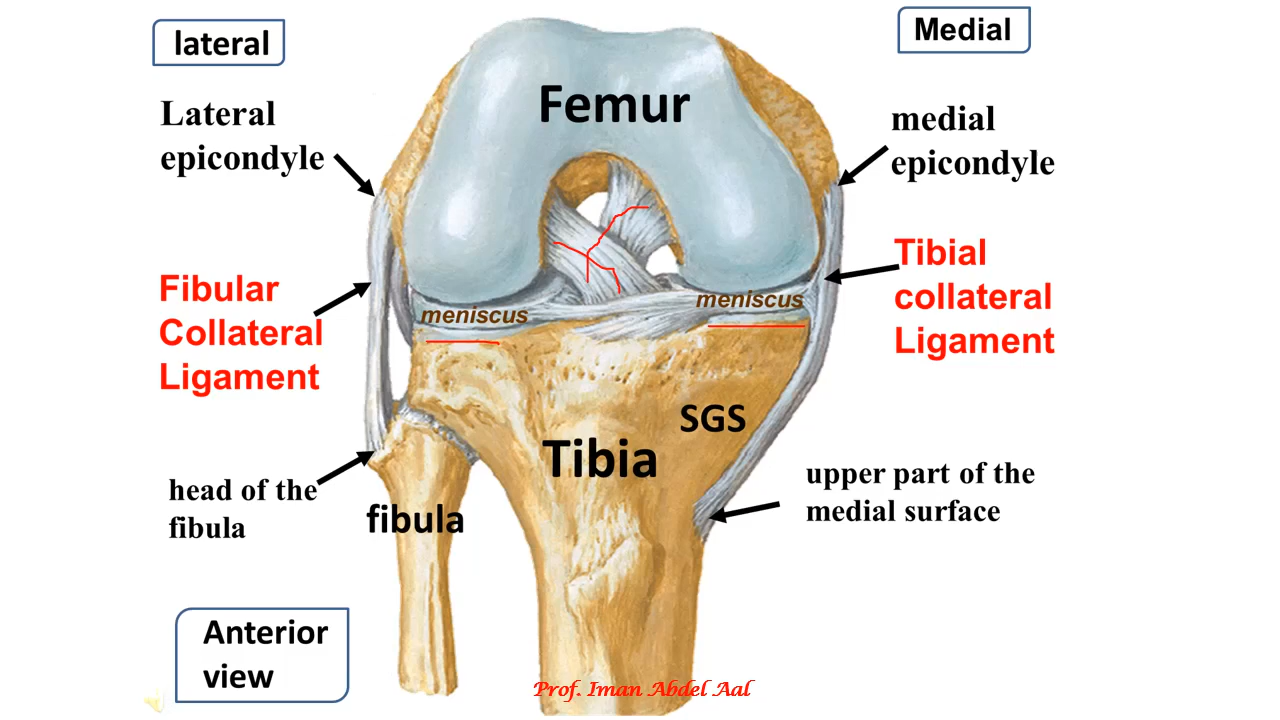 lateral
Medial
Lateral
epicondyle
Femur
medial
epicondyle
Fibular
Collateral
Ligament
Tibial
collateral
Ligament
meniscus
meniscus
SGS
Tibia
head of the
fibula
fibula
upper part of the
medial surface
Anterior
view
Prof. Iman Abdel Aal